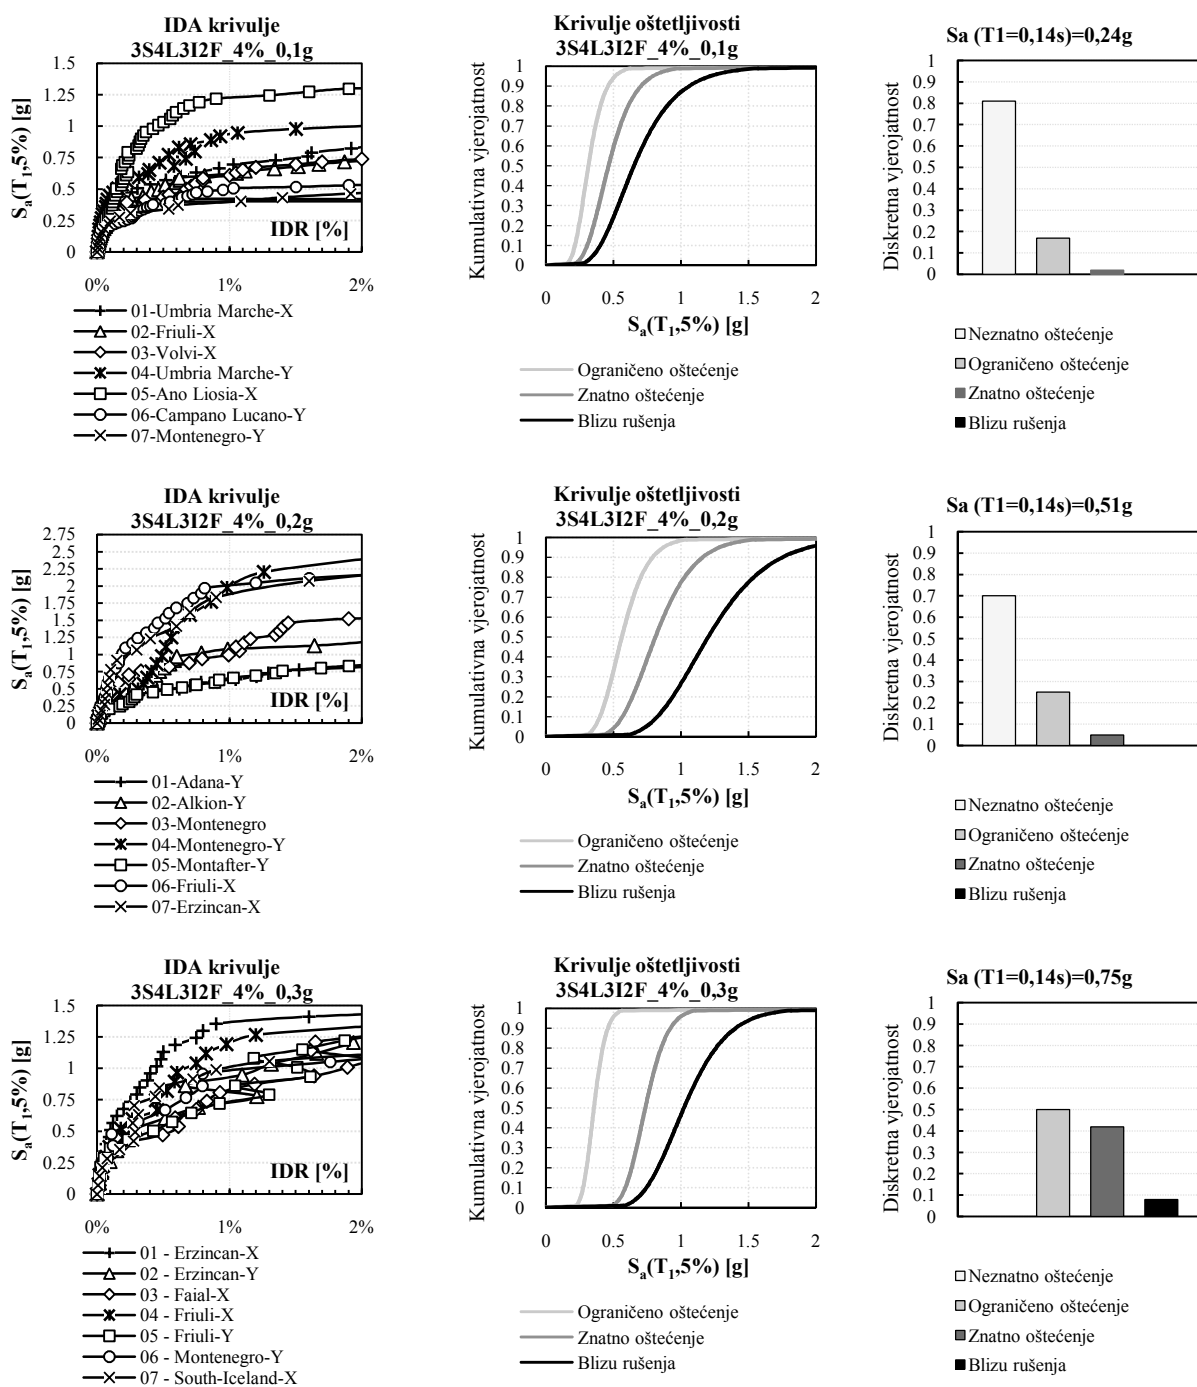 IDA krivulje
3S4L3I2F_4%_0,1g
1.5
1.25
1
0.75
0.5
0.25
0
Sa(T1,5%) [g]
IDR [%]
0% 1% 2%
01-Umbria Marche-X
02-Friuli-X
03-Volvi-X
04-Umbria Marche-Y
05-Ano Liosia-X
06-Campano Lucano-Y
07-Montenegro-Y
Krivulje oštetljivosti
3S4L3I2F_4%_0,1g
1
0.9
0.8
0.7
0.6
0.5
0.4
0.3
0.2
0.1
0
Kumulativna vjerojatnost
0 0.5 1 1.5 2
Sa(T1,5%) [g]
Ograničeno oštećenje
Znatno oštećenje
Blizu rušenja
Sa (T1=0,14s)=0,24g
1
0.9
0.8
0.7
0.6
0.5
0.4
0.3
0.2
0.1
0
Diskretna vjerojatnost
Neznatno oštećenje
Ograničeno oštećenje
Znatno oštećenje
Blizu rušenja
IDA krivulje
3S4L3I2F_4%_0,2g
2.75
2.5
2.25
2
1.75
1.5
1.25
1
0.75
0.5
0.25
0
Sa(T1,5%) [g]
IDR [%]
0% 1% 2%
01-Adana-Y
02-Alkion-Y
03-Montenegro
04-Montenegro-Y
05-Montafter-Y
06-Friuli-X
07-Erzincan-X
Krivulje oštetljivosti
3S4L3I2F_4%_0,2g
1
0.9
0.8
0.7
0.6
0.5
0.4
0.3
0.2
0.1
0
Kumulativna vjerojatnost
0 0.5 1 1.5 2
Sa(T1,5%) [g]
Ograničeno oštećenje
Znatno oštećenje
Blizu rušenja
Sa (T1=0,14s)=0,51g
1
0.9
0.8
0.7
0.6
0.5
0.4
0.3
0.2
0.1
0
Diskretna vjerojatnost
Neznatno oštećenje
Ograničeno oštećenje
Znatno oštećenje
Blizu rušenja
IDA krivulje
3S4L3I2F_4%_0,3g
1.5
1.25
1
0.75
0.5
0.25
0
Sa(T1,5%) [g]
IDR [%]
0% 1% 2%
01 - Erzincan-X
02 - Erzincan-Y
03 - Faial-X
04 - Friuli-X
05 - Friuli-Y
06 - Montenegro-Y
07 - South-Iceland-X
Krivulje oštetljivosti
3S4L3I2F_4%_0,3g
1
0.9
0.8
0.7
0.6
0.5
0.4
0.3
0.2
0.1
0
Kumulativna vjerojatnost
0 0.5 1 1.5 2
Sa(T1,5%) [g]
Ograničeno oštećenje
Znatno oštećenje
Blizu rušenja
Sa (T1=0,14s)=0,75g
1
0.9
0.8
0.7
0.6
0.5
0.4
0.3
0.2
0.1
0
Diskretna vjerojatnost
Neznatno oštećenje
Ograničeno oštećenje
Znatno oštećenje
Blizu rušenja